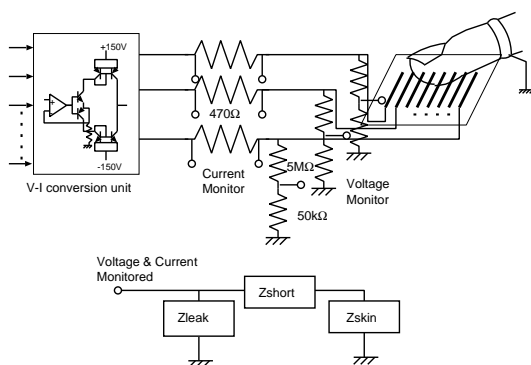 +150V
-150V
V-I conversion unit
470Ω
Current
Monitor
5MΩ
50kΩ
Voltage
Monitor
Voltage & Current
Monitored
Zleak
Zshort
Zskin